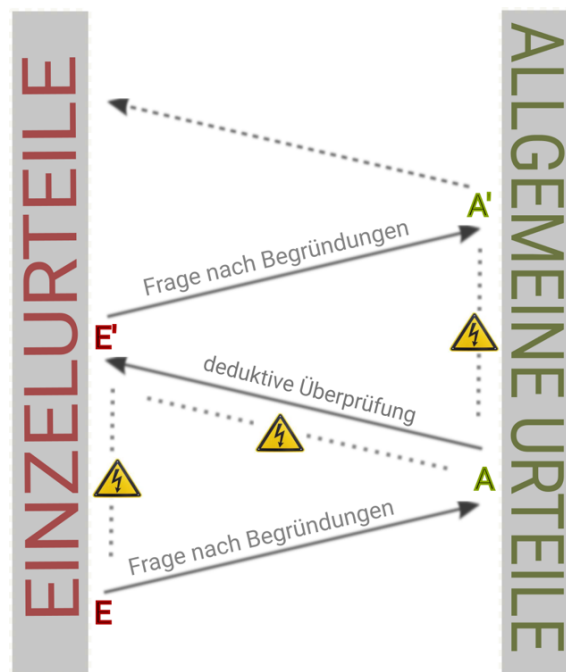 EINZELURTEILE
ALLGEMEINE URTEILE
A'
Frage nach Begründungen
E'
deduktive Überprüfung
A
Frage nach Begründungen
E